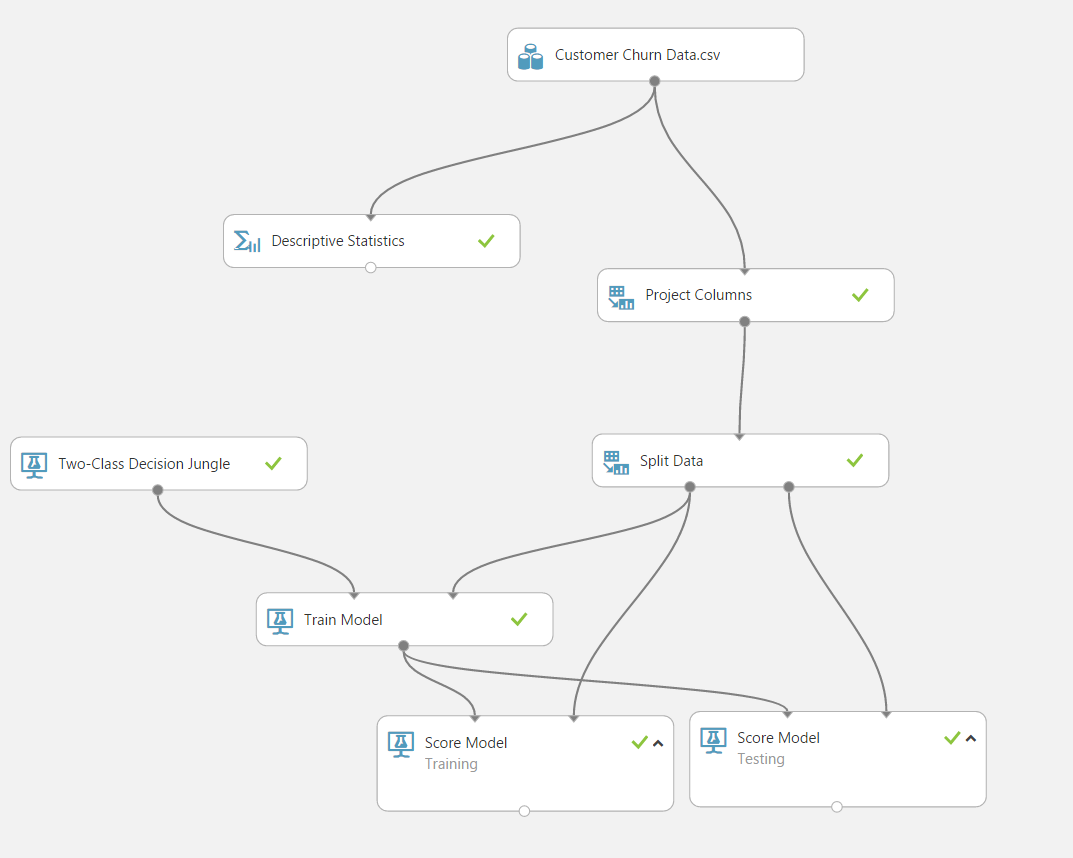 Customer Churn Data.csv
Descriptive Statistics
Project Columns
Two-Class Decision Jungle
Split Data
Train Model
Score Model
Training
Score Model
Testing